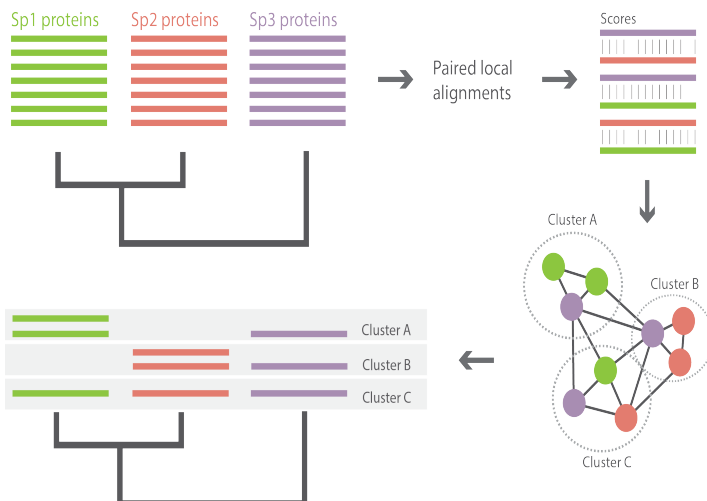 Sp1 proteins
Sp2 proteins
Sp3 proteins
Paired local
alignments
Scores
Cluster A
Cluster B
Cluster C
Cluster A
Cluster B
Cluster C